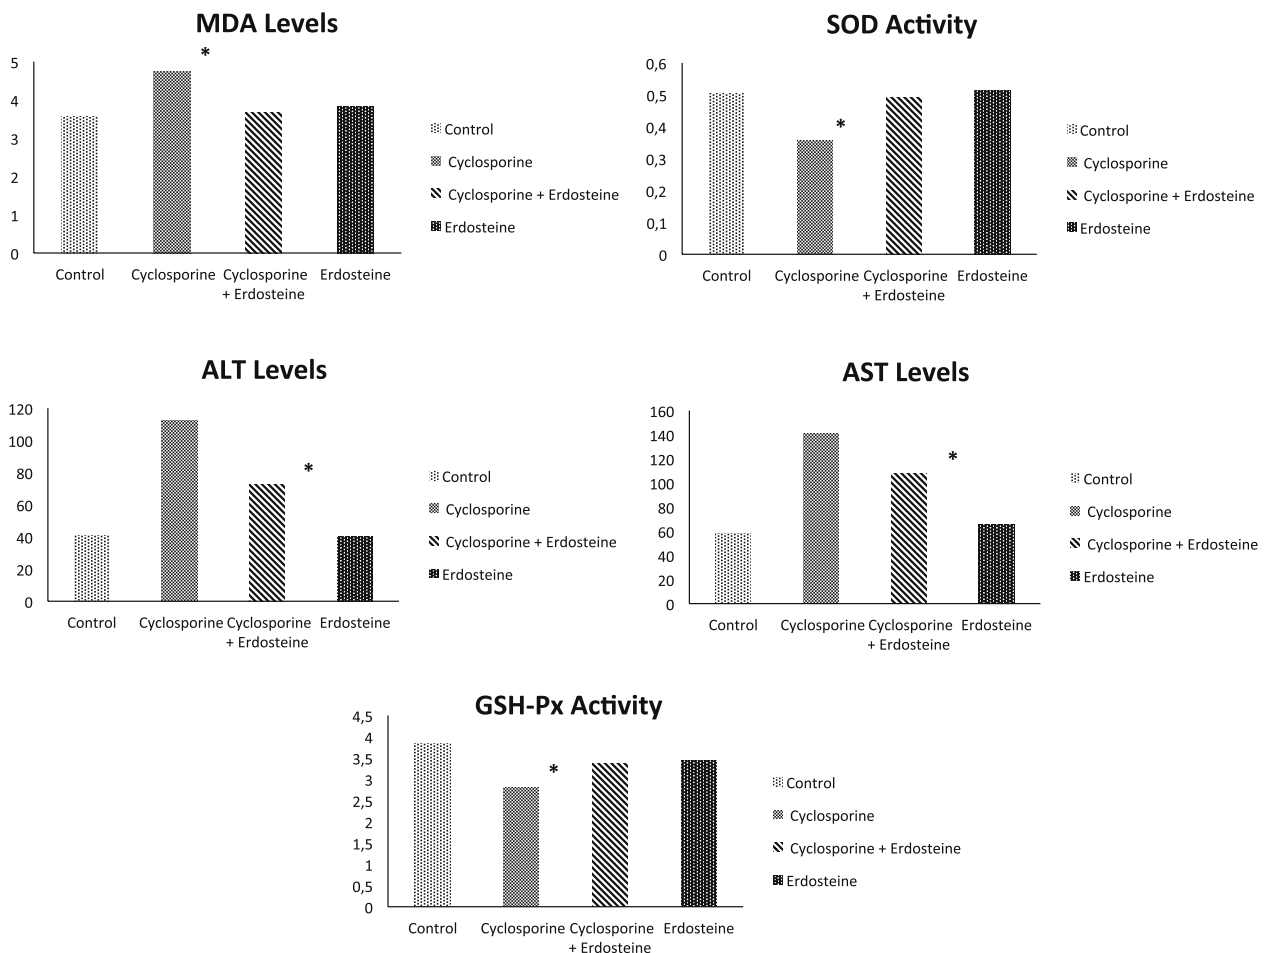 MDA Levels
*
5
4
3
2
1
0
Control
Cyclosporine
Cyclosporine
+ Erdosteine
Erdosteine
Control
Cyclosporine
Cyclosporine + Erdosteine
Erdosteine
SOD Activity
*
0,6
0,5
0,4
0,3
0,2
0,1
0
Control
Cyclosporine
Cyclosporine
+ Erdosteine
Erdosteine
Control
Cyclosporine
Cyclosporine + Erdosteine
Erdosteine
ALT Levels
*
120
100
80
60
40
20
0
Control
Cyclosporine
Cyclosporine
+ Erdosteine
Erdosteine
Control
Cyclosporine
Cyclosporine + Erdosteine
Erdosteine
AST Levels
*
160
140
120
100
80
60
40
20
0
Control
Cyclosporine
Cyclosporine
+ Erdosteine
Erdosteine
Control
Cyclosporine
Cyclosporine + Erdosteine
Erdosteine
GSH-Px Activity
*
4,5
4
3,5
3
2,5
2
1,5
1
0,5
0
Control
Cyclosporine
Cyclosporine
+ Erdosteine
Erdosteine
Control
Cyclosporine
Cyclosporine + Erdosteine
Erdosteine